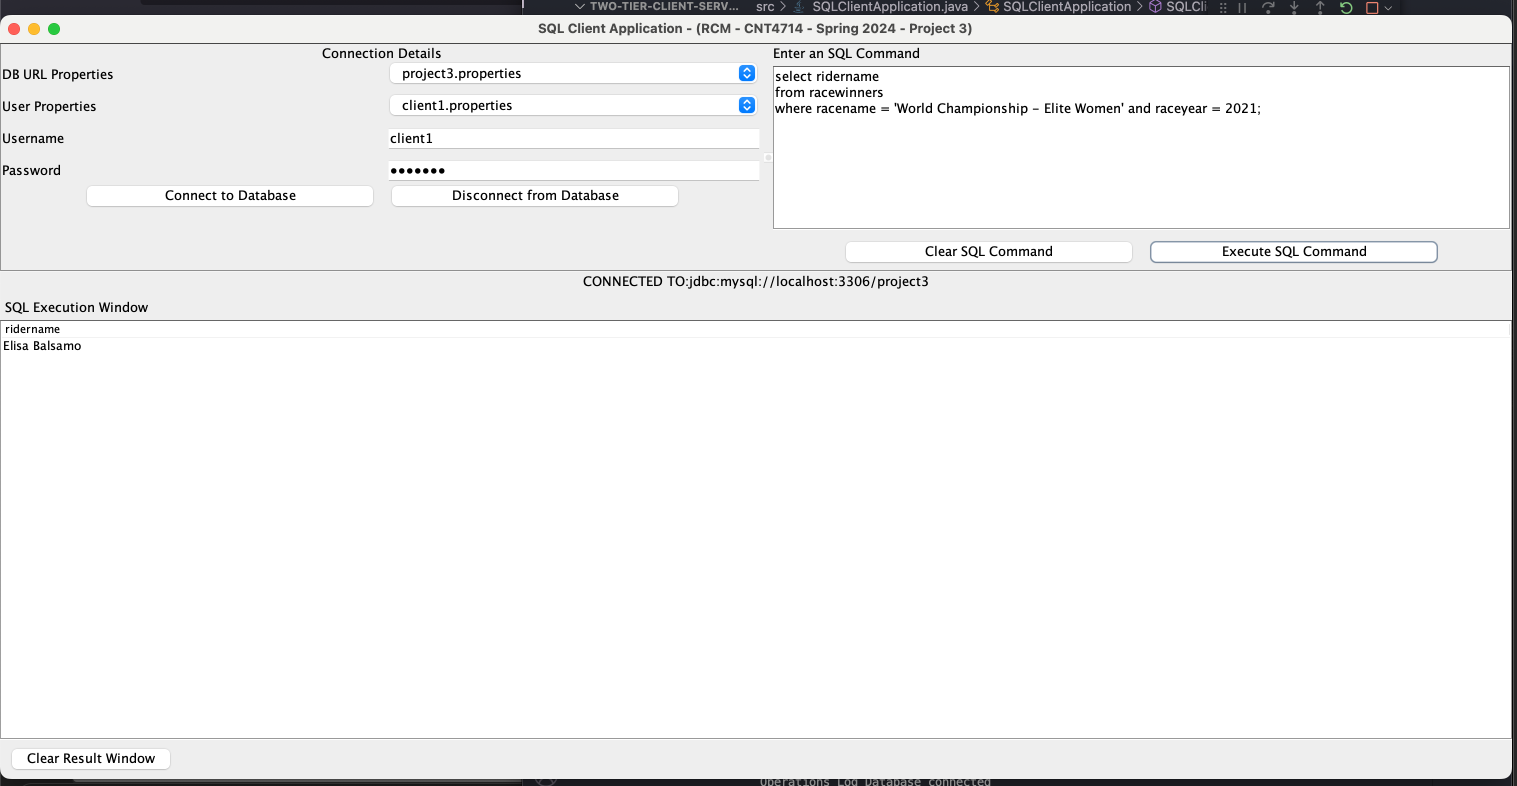 TWO-TIER-CLIENT-SERV... src > SQLClientApplication.java > SQLClientApplication > SQLCli
SQL Client Application - (RCM - CNT4714 - Spring 2024 - Project 3)
Connection Details
DB URL Properties project3.properties
User Properties client1.properties
Username client1
Password •••••••
Connect to Database Disconnect from Database
Enter an SQL Command
select ridername
from racewinners
where racename = 'World Championship - Elite Women' and raceyear = 2021;
Clear SQL Command Execute SQL Command
CONNECTED TO:jdbc:mysql://localhost:3306/project3
SQL Execution Window
ridername
Elisa Balsamo
Clear Result Window
Operations Log Database connected